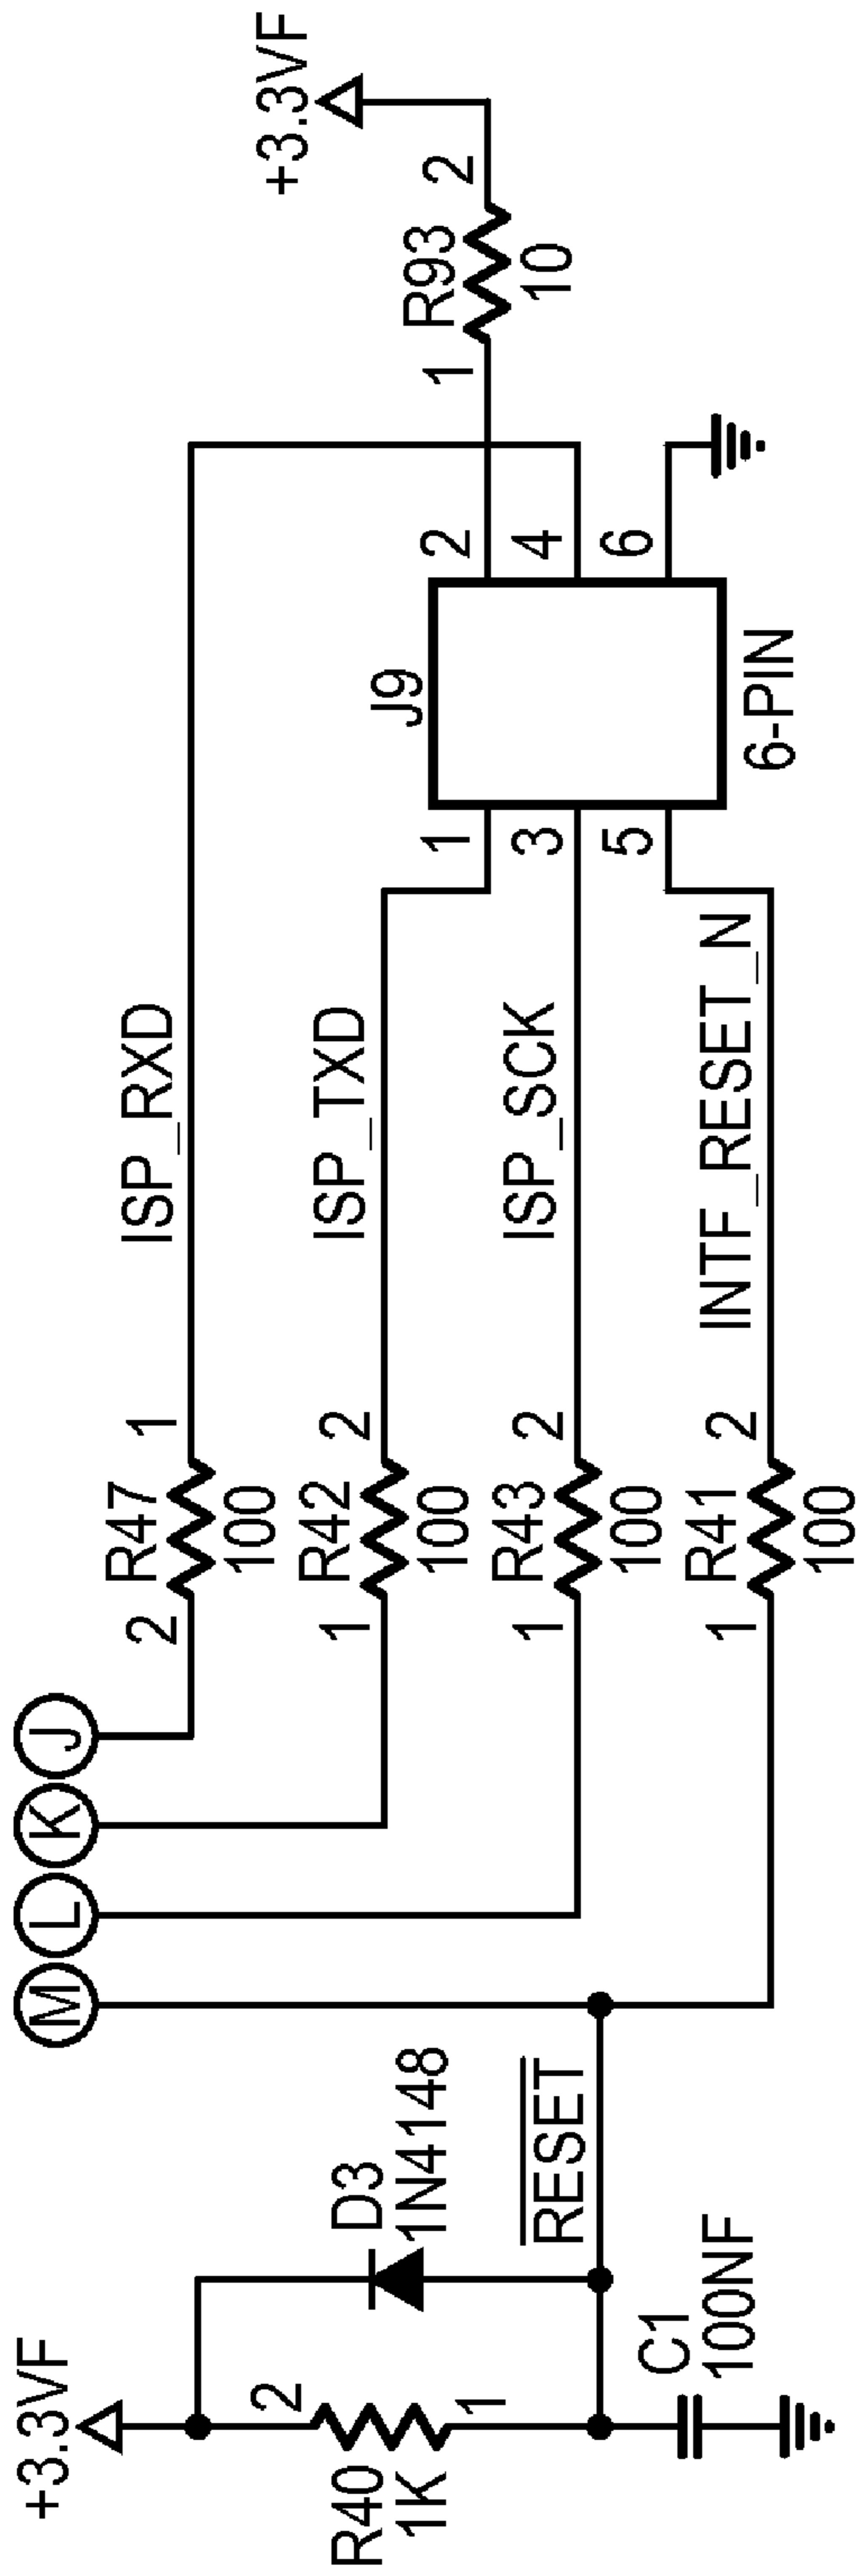 +3.3VF
R40
1K
2
1
D3
1N4148
RESET
C1
100NF
M
L
K
J
2
R47
100
1
ISP_RXD
1
R42
100
2
ISP_TXD
1
R43
100
2
ISP_SCK
1
R41
100
2
INTF_RESET_N
J9
1
3
5
2
4
6
6-PIN
1
R93
10
2
+3.3VF